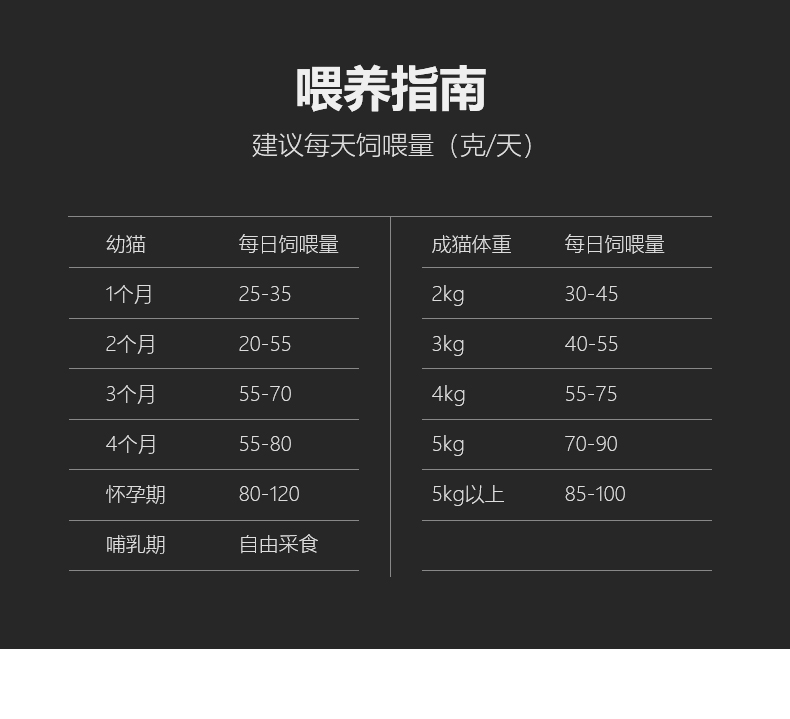 喂养指南
建议每天饲喂量（克/天）
幼猫 每日饲喂量 成猫体重 每日饲喂量
1个月 25-35 2kg 30-45
2个月 20-55 3kg 40-55
3个月 55-70 4kg 55-75
4个月 55-80 5kg 70-90
怀孕期 80-120 5kg以上 85-100
哺乳期 自由采食